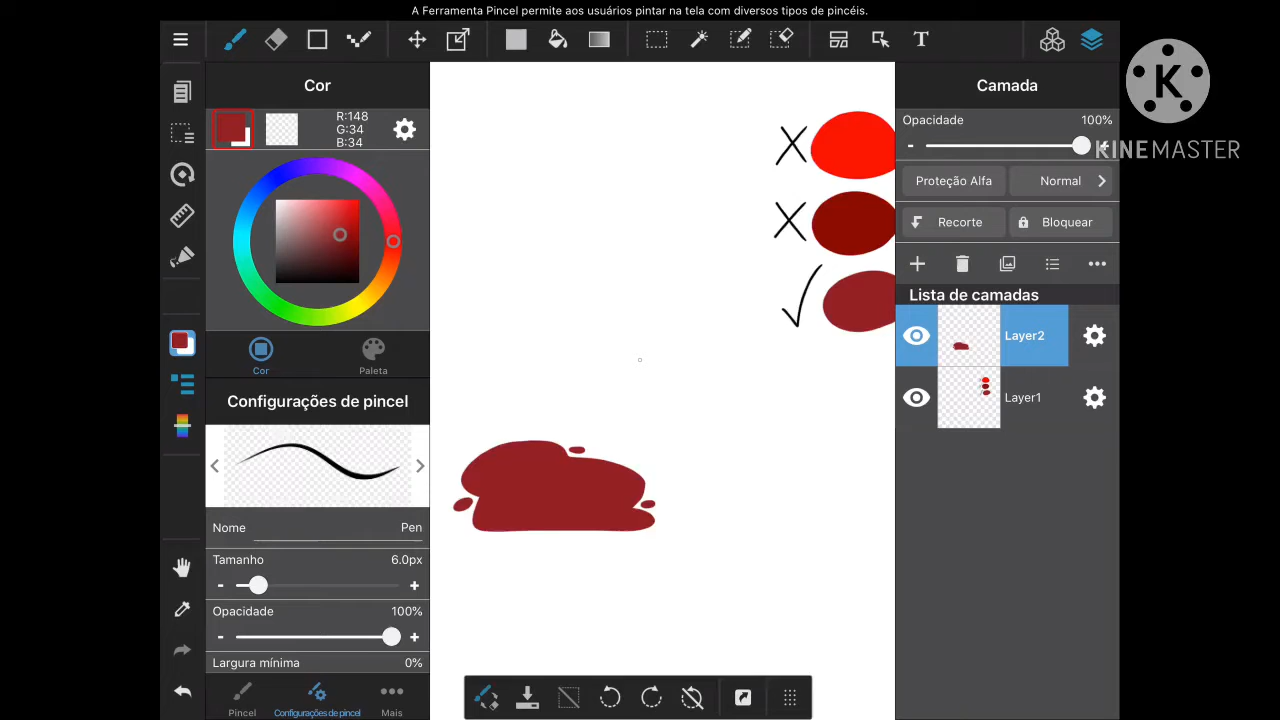 A Ferramenta Pincel permite aos usuários pintar na tela com diversos tipos de pincéis.
T
Cor
R:148
G:34
B:34
Cor
Paleta
Configurações de pincel
Nome
Pen
Tamanho
6.0px
Opacidade
100%
Largura mínima
0%
Pincel
Configurações de pincel
Mais
Camada
Opacidade
100%
Proteção Alfa
Normal
Recorte
Bloquear
Lista de camadas
Layer2
Layer1
K
KINEMASTER